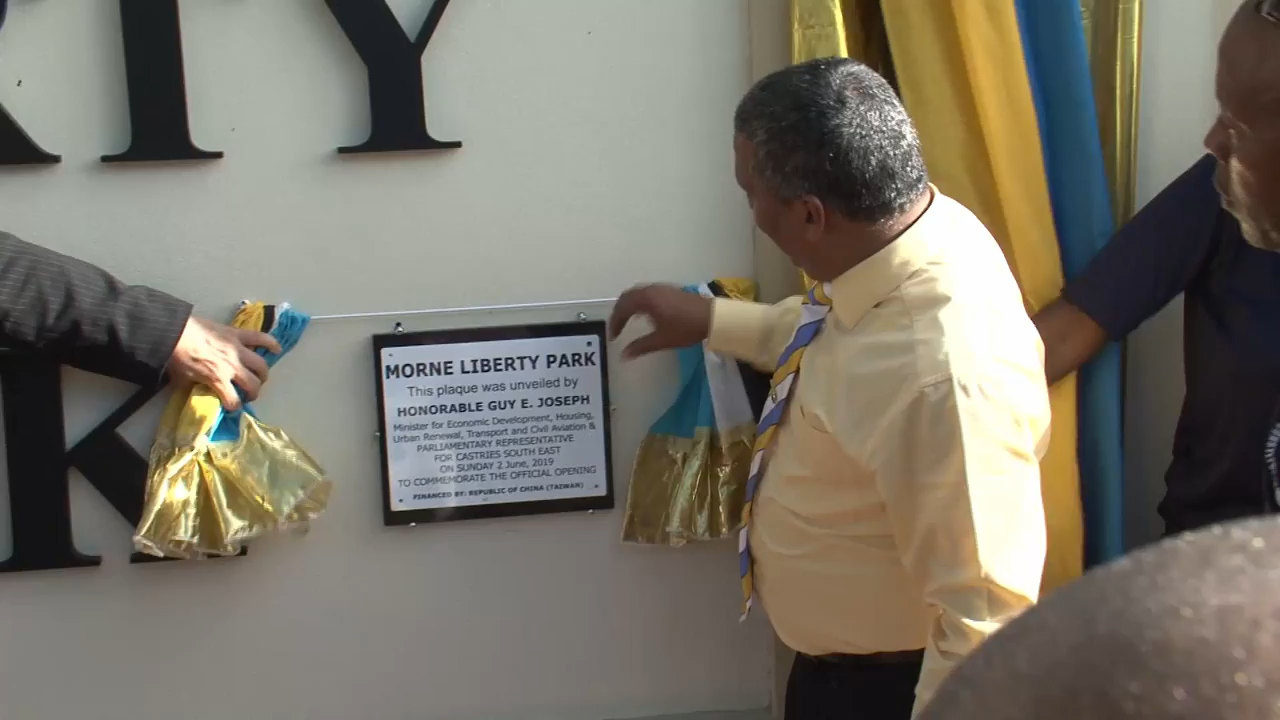 RTY
K
MORNE LIBERTY PARK
This plaque was unveiled by
HONORABLE GUY E. JOSEPH
Minister for Economic Development, Housing,
Urban Renewal, Transport and Civil Aviation &
PARLIAMENTARY REPRESENTATIVE
FOR CASTRIES SOUTH EAST
ON SUNDAY 2 June, 2019
TO COMMEMORATE THE OFFICIAL OPENING
FINANCED BY: REPUBLIC OF CHINA (TAIWAN)